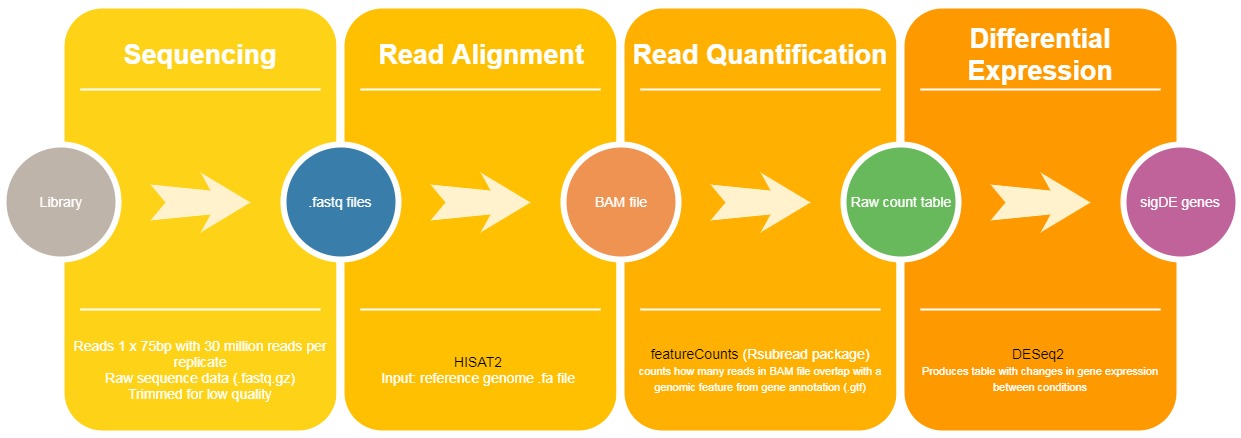 Sequencing
Read Alignment
Read Quantification
Differential
Expression
Library
.fastq files
BAM file
Raw count table
sigDE genes
Reads 1 x 75bp with 30 million reads per
replicate
Raw sequence data (.fastq.gz)
Trimmed for low quality
HISAT2
Input: reference genome .fa file
featureCounts (Rsubread package)
counts how many reads in BAM file overlap with a
genomic feature from gene annotation (.gtf)
DESeq2
Produces table with changes in gene expression
between conditions